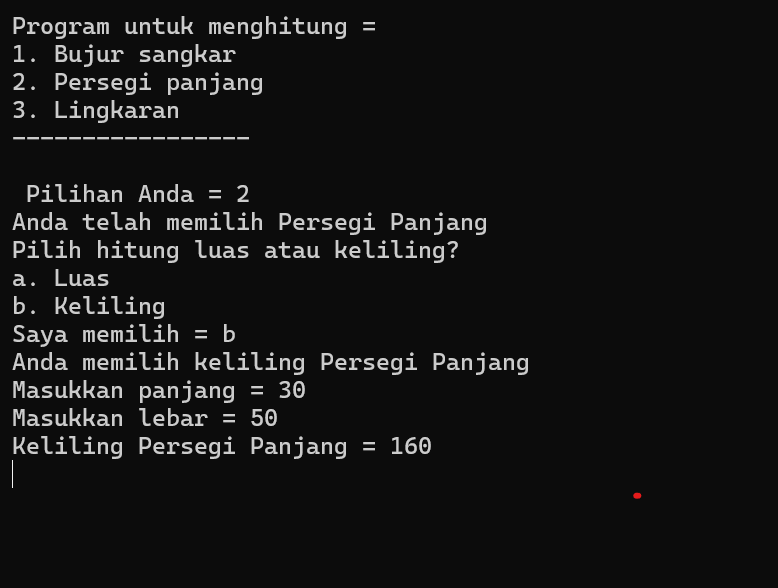 Program untuk menghitung =
1. Bujur sangkar
2. Persegi panjang
3. Lingkaran
-----------------
Pilihan Anda = 2
Anda telah memilih Persegi Panjang
Pilih hitung luas atau keliling?
a. Luas
b. Keliling
Saya memilih = b
Anda memilih keliling Persegi Panjang
Masukkan panjang = 30
Masukkan lebar = 50
Keliling Persegi Panjang = 160